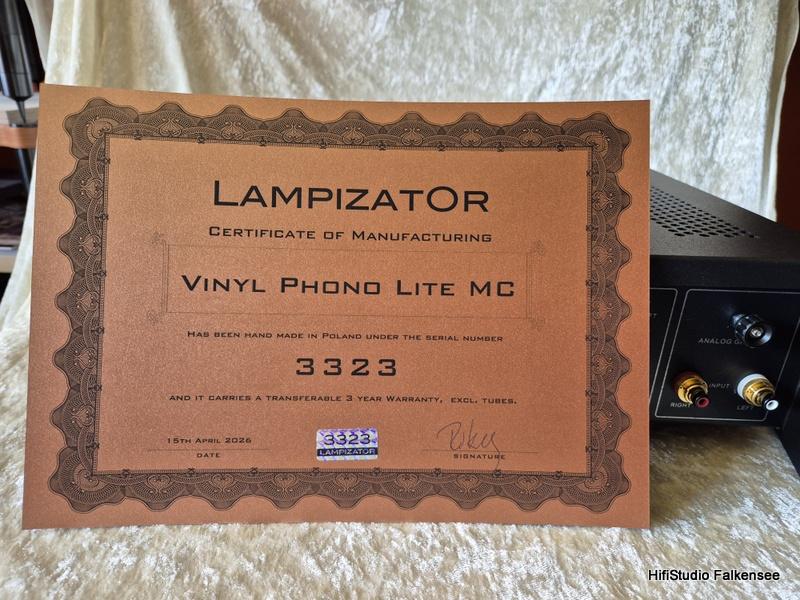 LAMPIZATOR
CERTIFICATE OF MANUFACTURING
VINYL PHONO LITE MC
HAS BEEN HAND MADE IN POLAND UNDER THE SERIAL NUMBER
3323
AND IT CARRIES A TRANSFERABLE 3 YEAR WARRANTY, EXCL. TUBES.
15TH APRIL 2026
DATE
3323
LAMPIZATOR
SIGNATURE
ANALOG
INPUT
RIGHT
LEFT
HifiStudio Falkensee